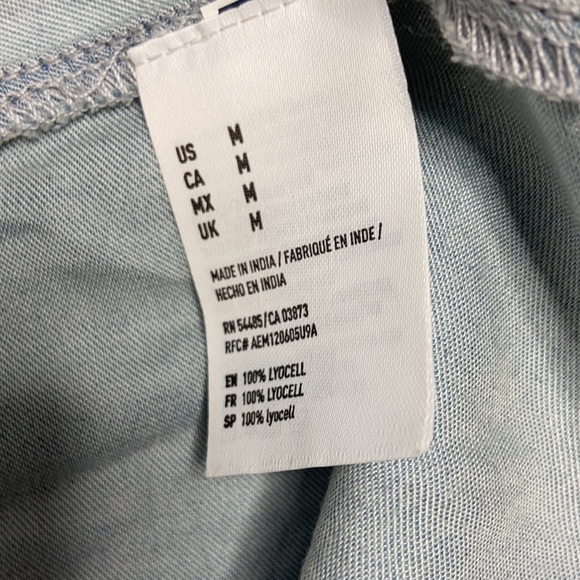 US M
CA M
MX M
UK M
MADE IN INDIA / FABRIQUÉ EN INDE /
HECHO EN INDIA
RN 54485/CA 03873
RFC# AEM120605U9A
EN 100% LYOCELL
FR 100% LYOCELL
SP 100% lyocell